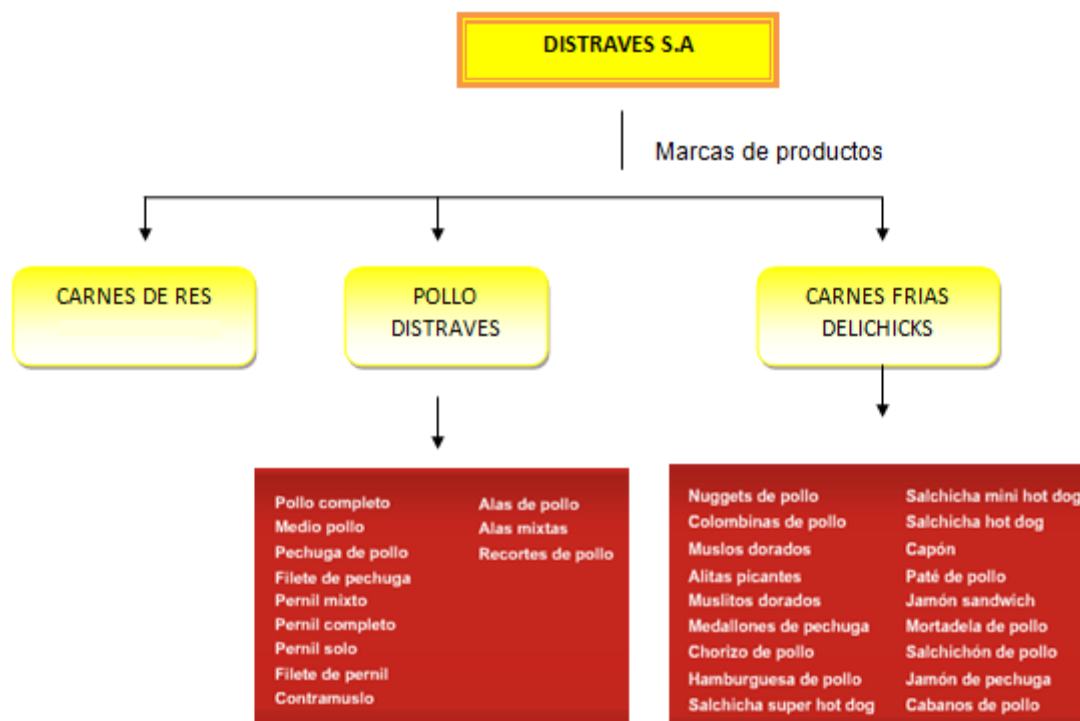 DISTRAVES S.A
Marcas de productos
CARNES DE RES
POLLO
DISTRAVES
CARNES FRIAS
DELICHICKS
Pollo completo
Medio pollo
Pechuga de pollo
Filete de pechuga
Pernil mixto
Pernil completo
Pernil solo
Filete de pernil
Contramuslo
Alas de pollo
Alas mixtas
Recortes de pollo
Nuggets de pollo
Colombinas de pollo
Muslos dorados
Alitas picantes
Muslitos dorados
Medallones de pechuga
Chorizo de pollo
Hamburguesa de pollo
Salchicha super hot dog
Salchicha mini hot dog
Salchicha hot dog
Capón
Paté de pollo
Jamón sandwich
Mortadela de pollo
Salchichón de pollo
Jamón de pechuga
Cabanos de pollo